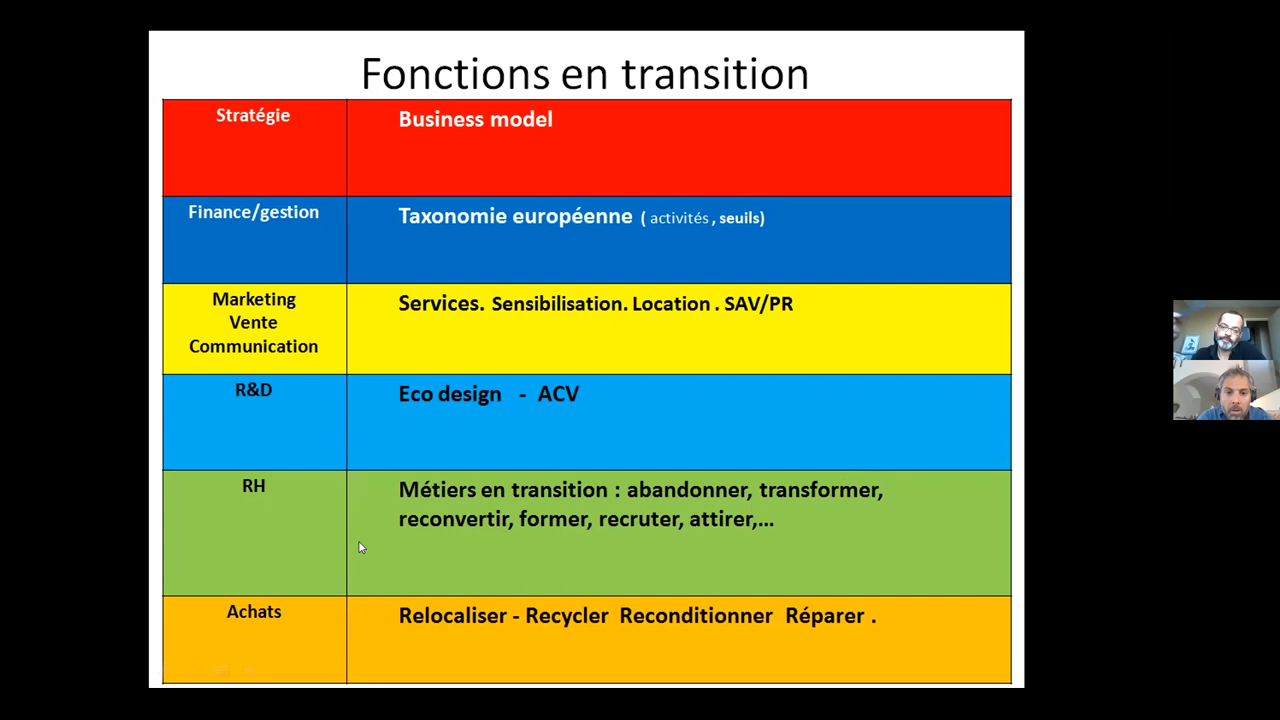 Fonctions en transition
Stratégie
Business model
Finance/gestion
Taxonomie européenne ( activités , seuils)
Marketing
Vente
Communication
Services. Sensibilisation. Location . SAV/PR
R&D
Eco design - ACV
RH
Métiers en transition : abandonner, transformer,
reconvertir, former, recruter, attirer,...
Achats
Relocaliser - Recycler Reconditionner Réparer .